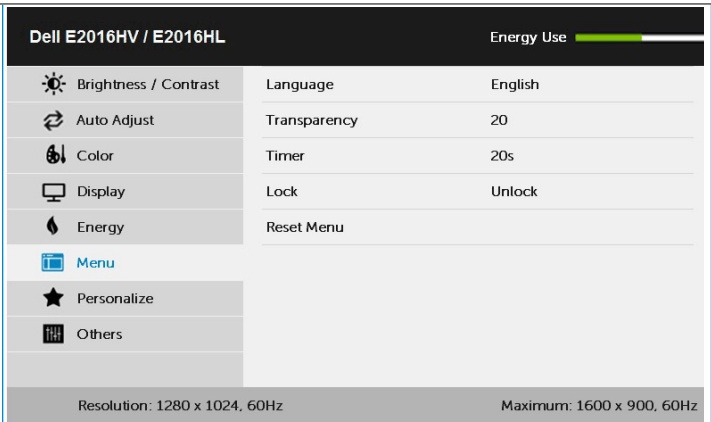 Dell E2016HV / E2016HL Energy Use
Brightness / Contrast Language English
Auto Adjust Transparency 20
Color Timer 20s
Display Lock Unlock
Energy Reset Menu
Menu
Personalize
Others
Resolution: 1280 x 1024, 60Hz Maximum: 1600 x 900, 60Hz